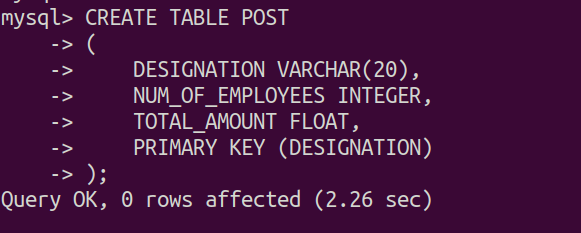 mysql> CREATE TABLE POST
    -> (
    ->     DESIGNATION VARCHAR(20),
    ->     NUM_OF_EMPLOYEES INTEGER,
    ->     TOTAL_AMOUNT FLOAT,
    ->     PRIMARY KEY (DESIGNATION)
    -> );
Query OK, 0 rows affected (2.26 sec)